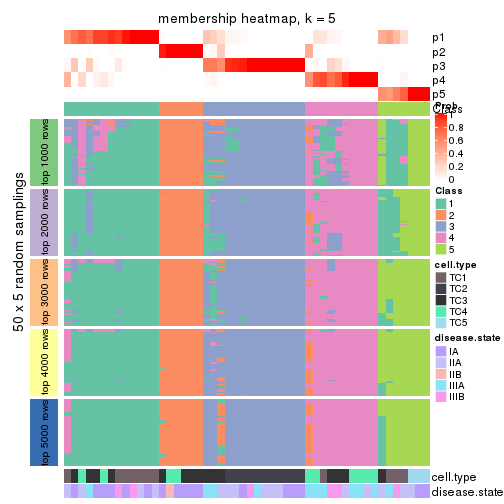 membership heatmap, k = 5
p1
p2
p3
p4
p5
Prob
Class
1
0.8
0.6
0.4
0.2
0
Class
1
2
3
4
5
cell.type
TC1
TC2
TC3
TC4
TC5
disease.state
IA
IIA
IIB
IIIA
IIIB
50 x 5 random samplings
top 1000 rows
top 2000 rows
top 3000 rows
top 4000 rows
top 5000 rows
cell.type
disease.state